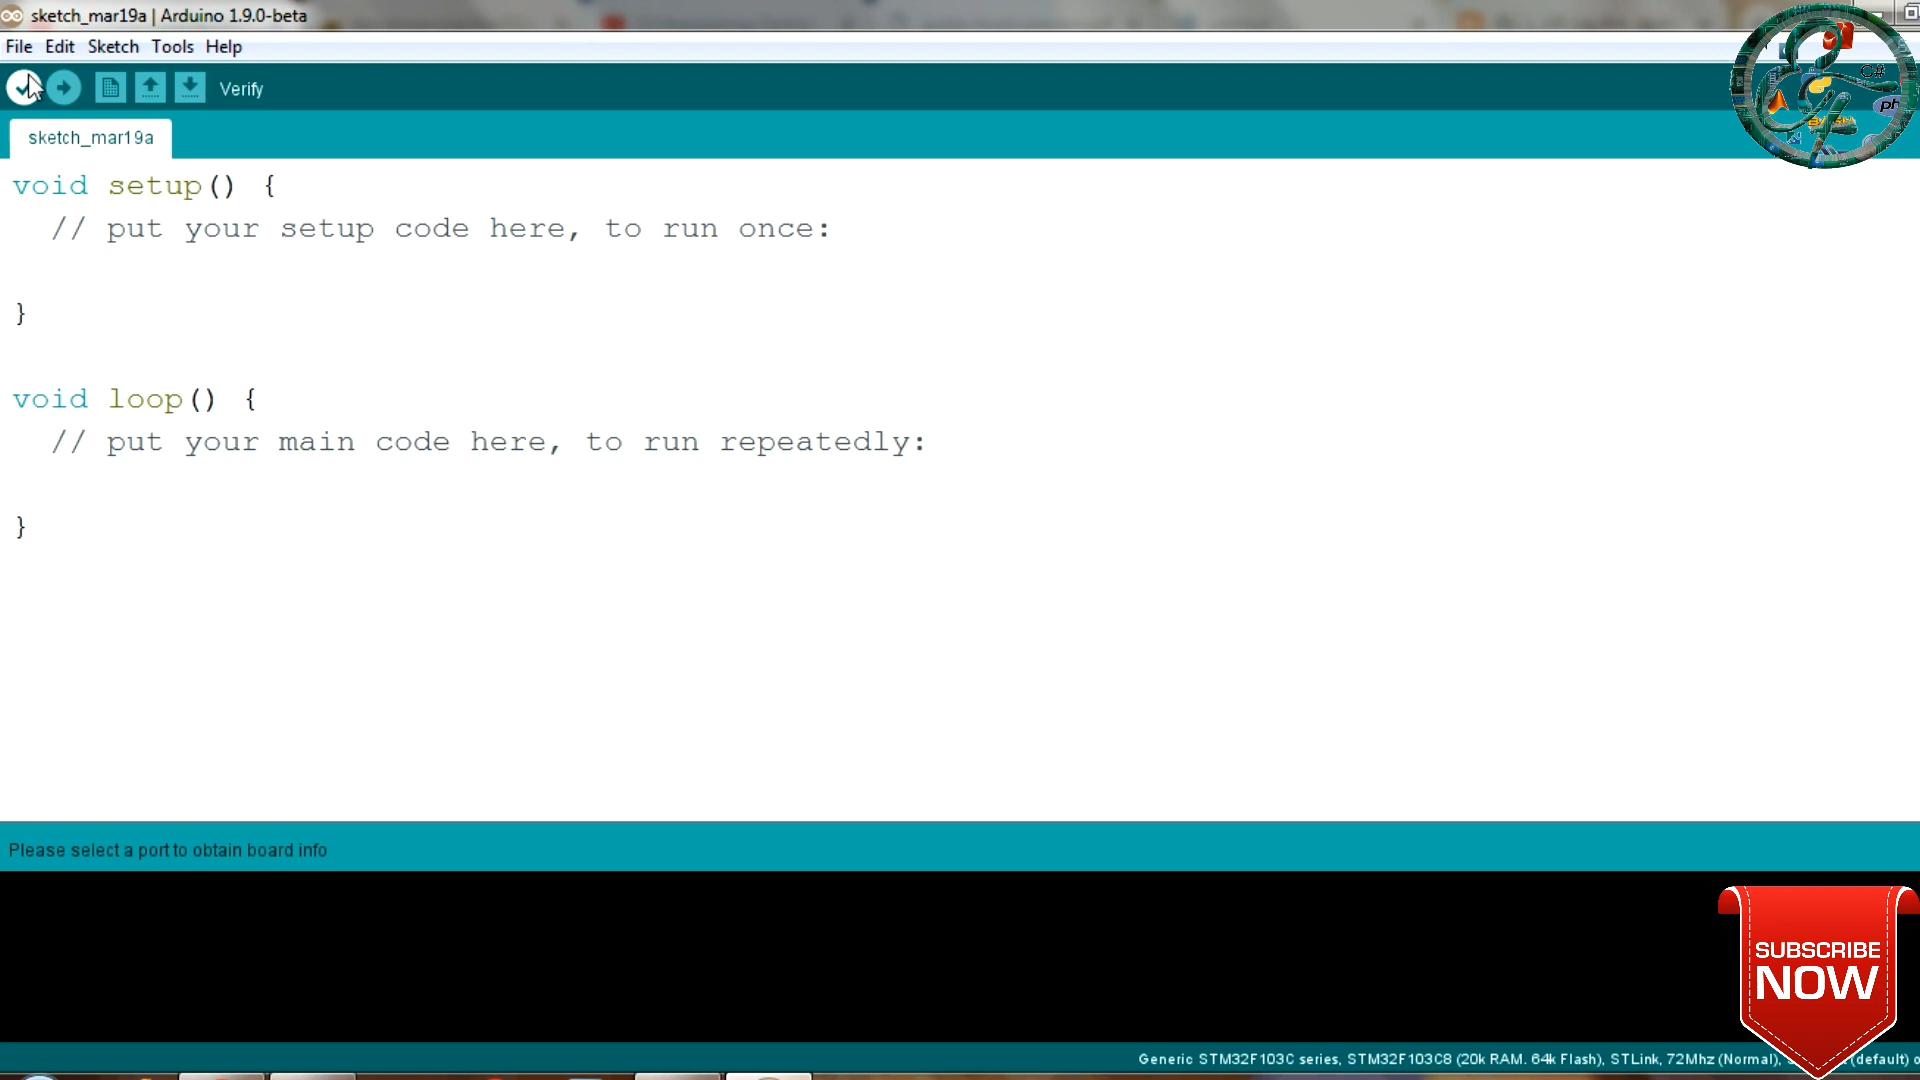 sketch_mar19a | Arduino 1.9.0-beta
File Edit Sketch Tools Help
Verify
sketch_mar19a
void setup() {
// put your setup code here, to run once:
}
void loop() {
// put your main code here, to run repeatedly:
}
Please select a port to obtain board info
SUBSCRIBE
NOW
Generic STM32F103C series, STM32F103C8 (20k RAM. 64k Flash), STLink, 72Mhz (Normal), (default)
C#